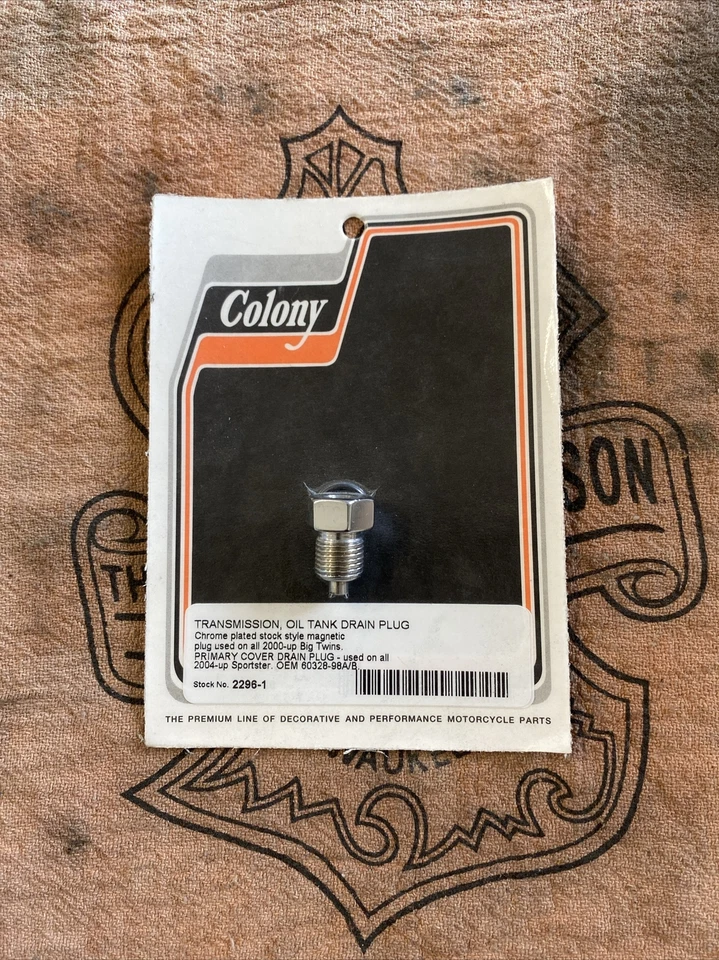 Colony
SON
TH
TRANSMISSION, OIL TANK DRAIN PLUG
Chrome plated stock style magnetic
plug used on all 2000-up Big Twins.
PRIMARY COVER DRAIN PLUG - used on all
2004-up Sportster. OEM 60328-98A/B
Stock No. 2296-1
THE PREMIUM LINE OF DECORATIVE AND PERFORMANCE MOTORCYCLE PARTS
WAUKE